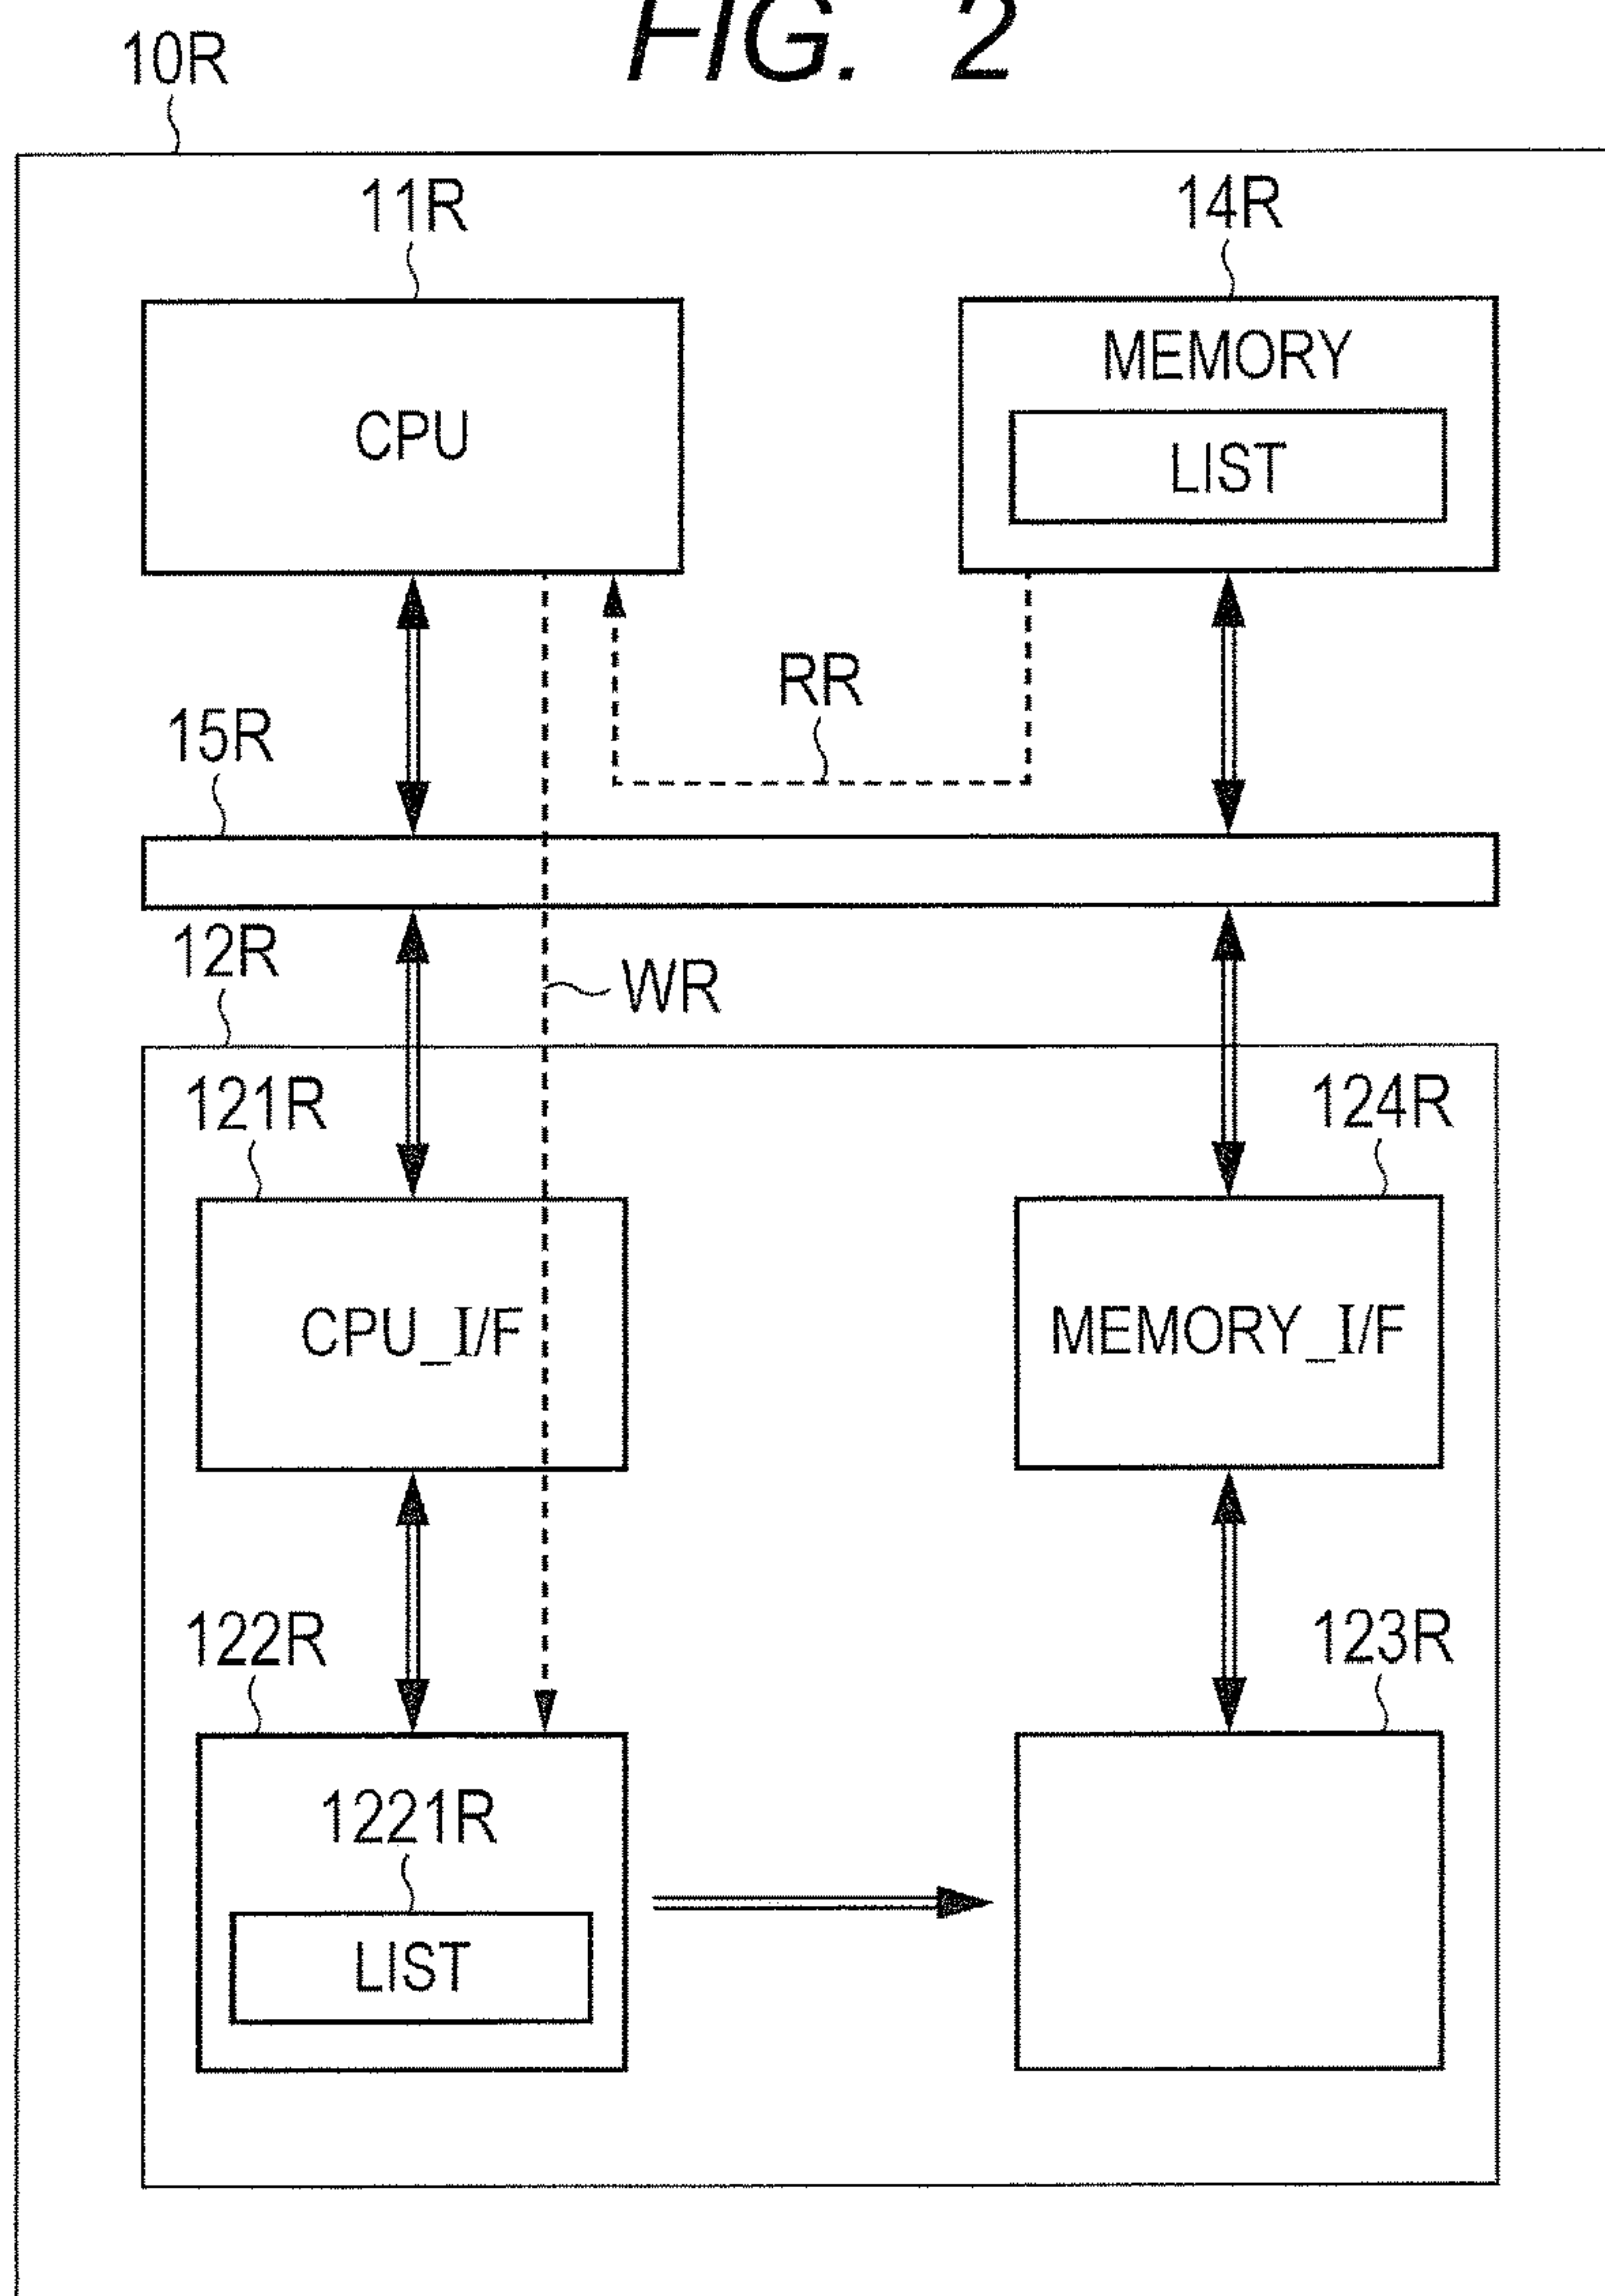 FIG. 2
10R
11R
14R
CPU
MEMORY
LIST
RR
15R
12R
WR
121R
124R
CPU_I/F
MEMORY_I/F
122R
123R
1221R
LIST